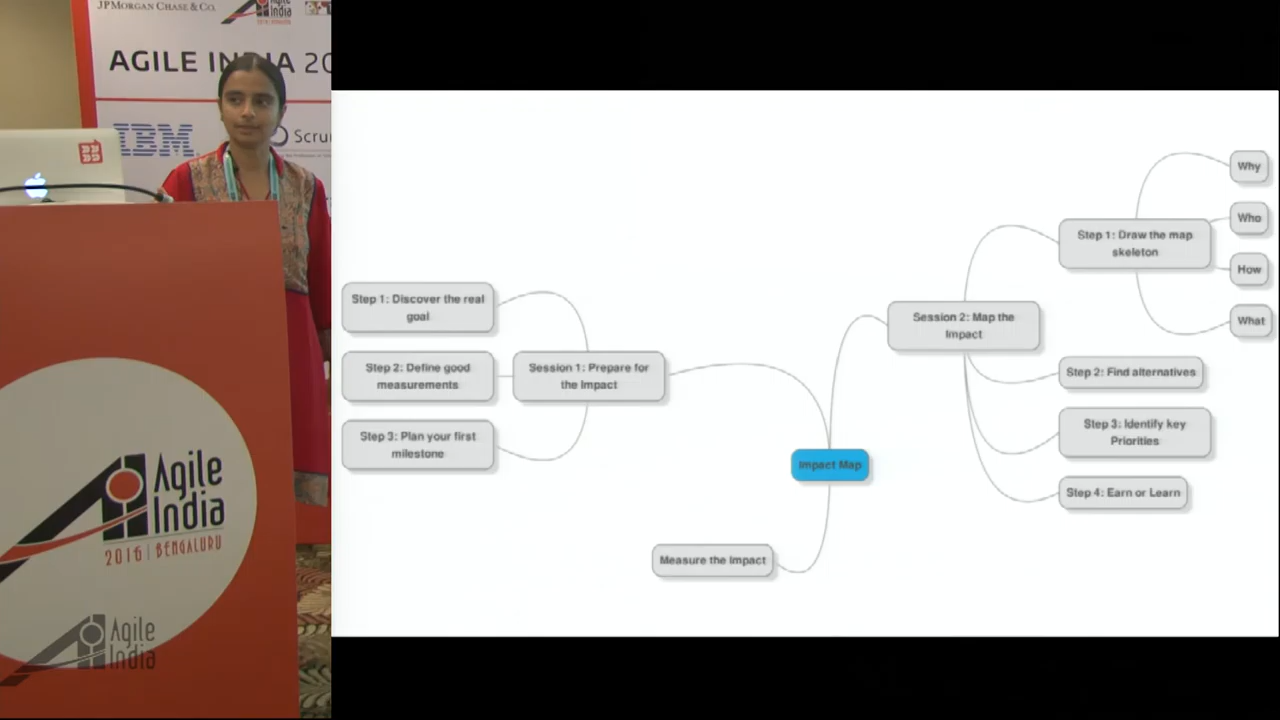 JPMORGAN CHASE & CO.
Agile
India
AGILE INDIA 20
IBM
Scru
Agile
India
2016 | BENGALURU
Agile
India
Step 1: Discover the real
goal
Step 2: Define good
measurements
Step 3: Plan your first
milestone
Session 1: Prepare for
the Impact
Impact Map
Measure the Impact
Session 2: Map the
Impact
Step 1: Draw the map
skeleton
Why
Who
How
What
Step 2: Find alternatives
Step 3: Identify key
Priorities
Step 4: Earn or Learn